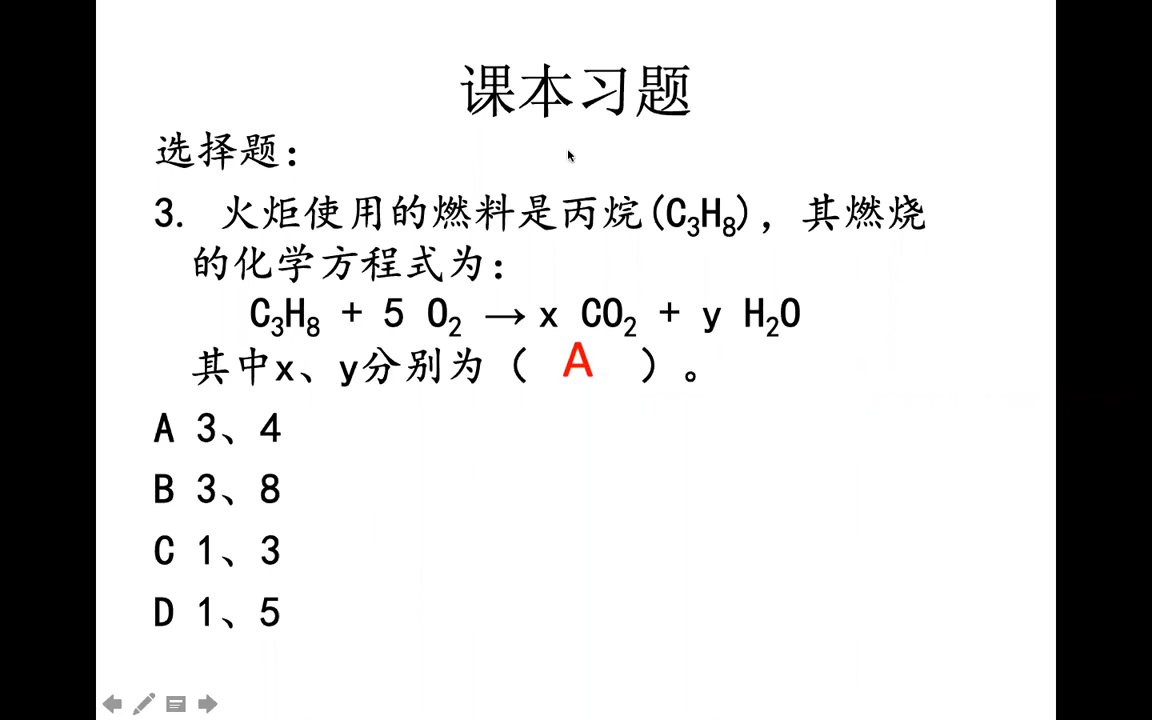 课本习题
选择题：
3. 火炬使用的燃料是丙烷(C₃H₈)，其燃烧
的化学方程式为：
C₃H₈ + 5 O₂ → x CO₂ + y H₂O
其中x、y分别为（ A ）。
A 3、4
B 3、8
C 1、3
D 1、5